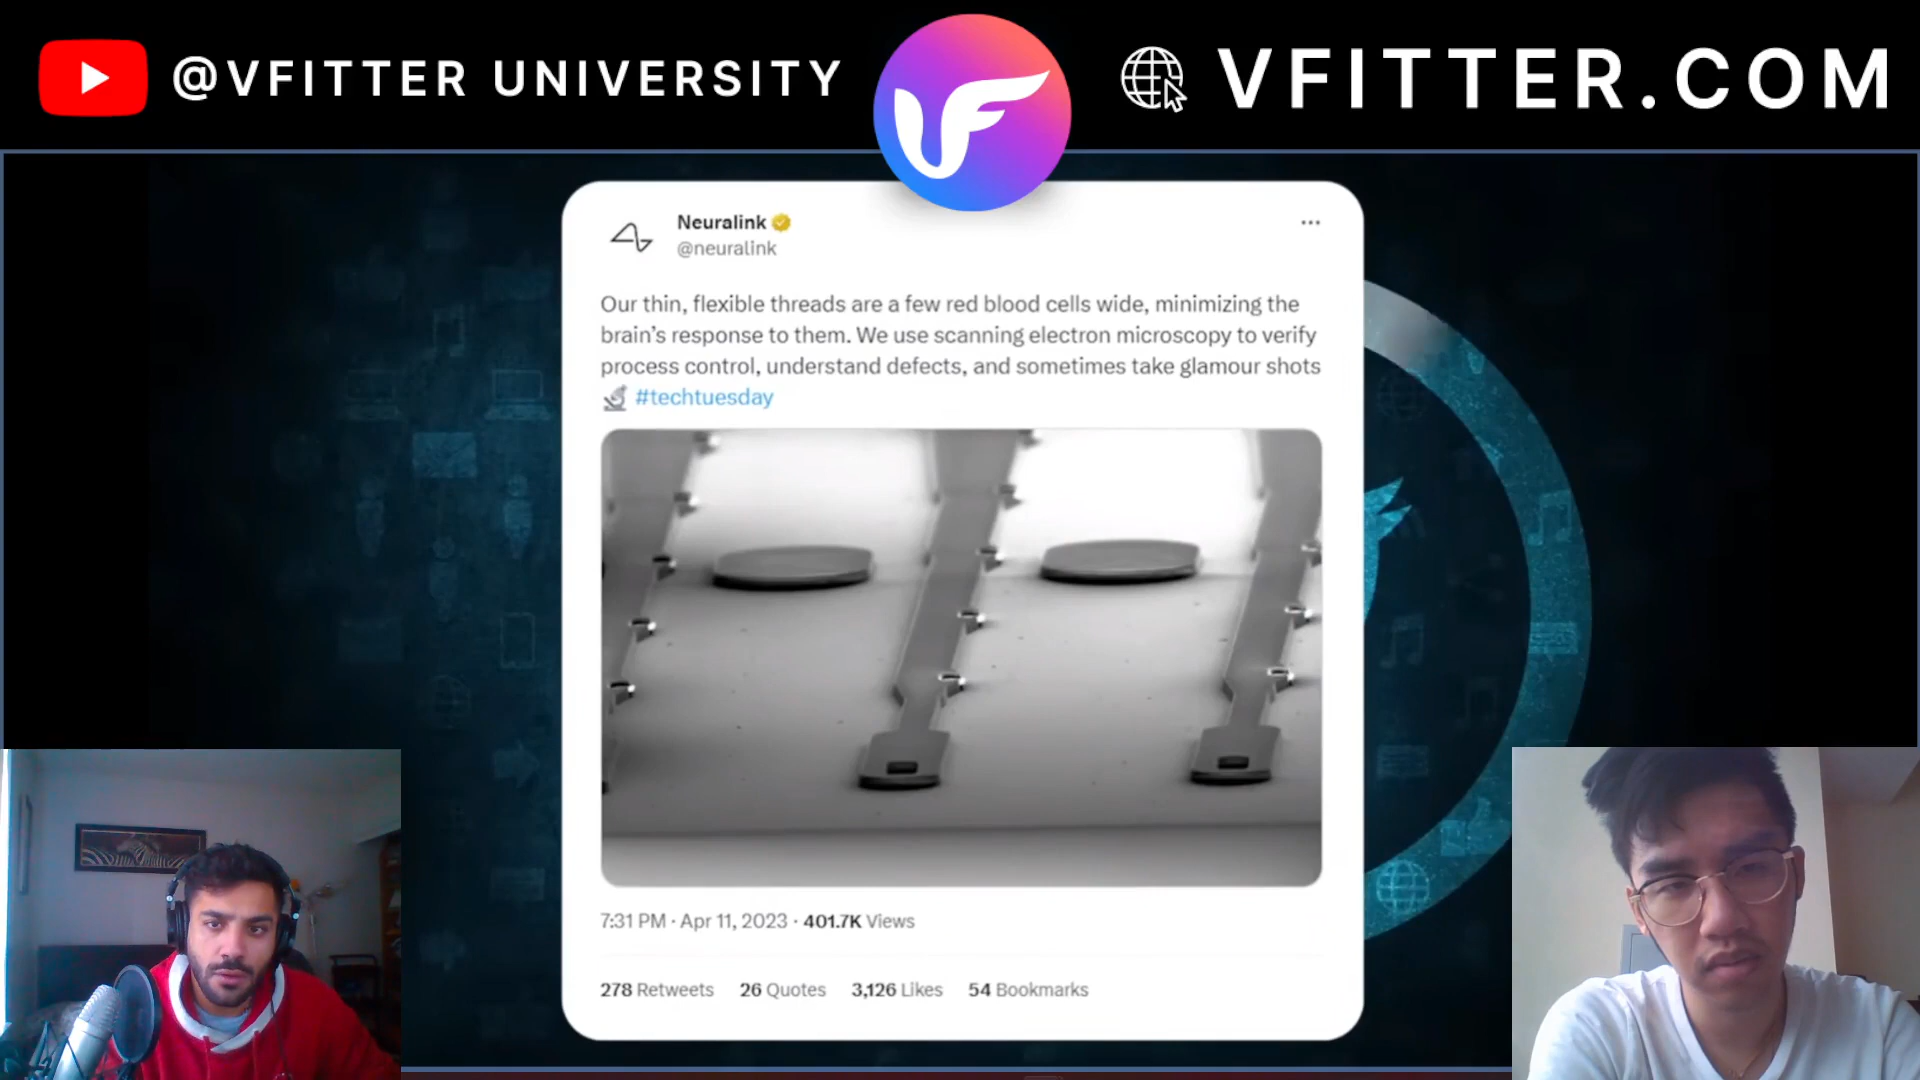 @VFITTER UNIVERSITY
VFITTER.COM
Neuralink
@neuralink
Our thin, flexible threads are a few red blood cells wide, minimizing the
brain's response to them. We use scanning electron microscopy to verify
process control, understand defects, and sometimes take glamour shots
🔬 #techtuesday
7:31 PM · Apr 11, 2023 · 401.7K Views
278 Retweets 26 Quotes 3,126 Likes 54 Bookmarks